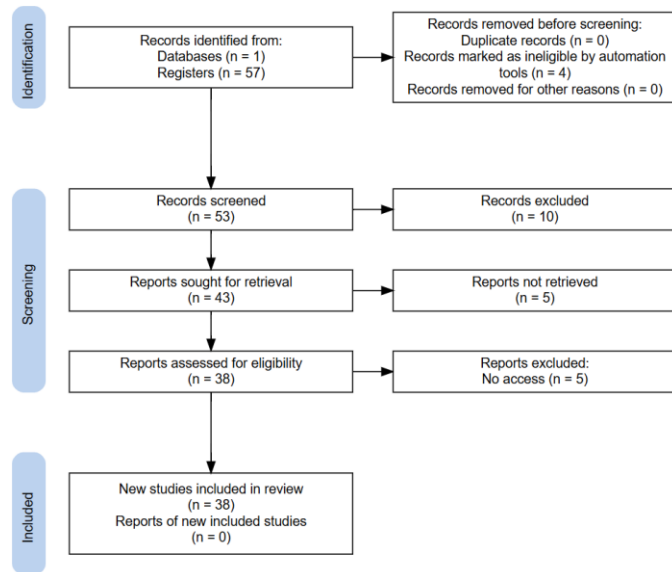 Identification
Records identified from:
Databases (n = 1)
Registers (n = 57)
Records removed before screening:
Duplicate records (n = 0)
Records marked as ineligible by automation
tools (n = 4)
Records removed for other reasons (n = 0)
Screening
Records screened
(n = 53)
Records excluded
(n = 10)
Reports sought for retrieval
(n = 43)
Reports not retrieved
(n = 5)
Reports assessed for eligibility
(n = 38)
Reports excluded:
No access (n = 5)
Included
New studies included in review
(n = 38)
Reports of new included studies
(n = 0)